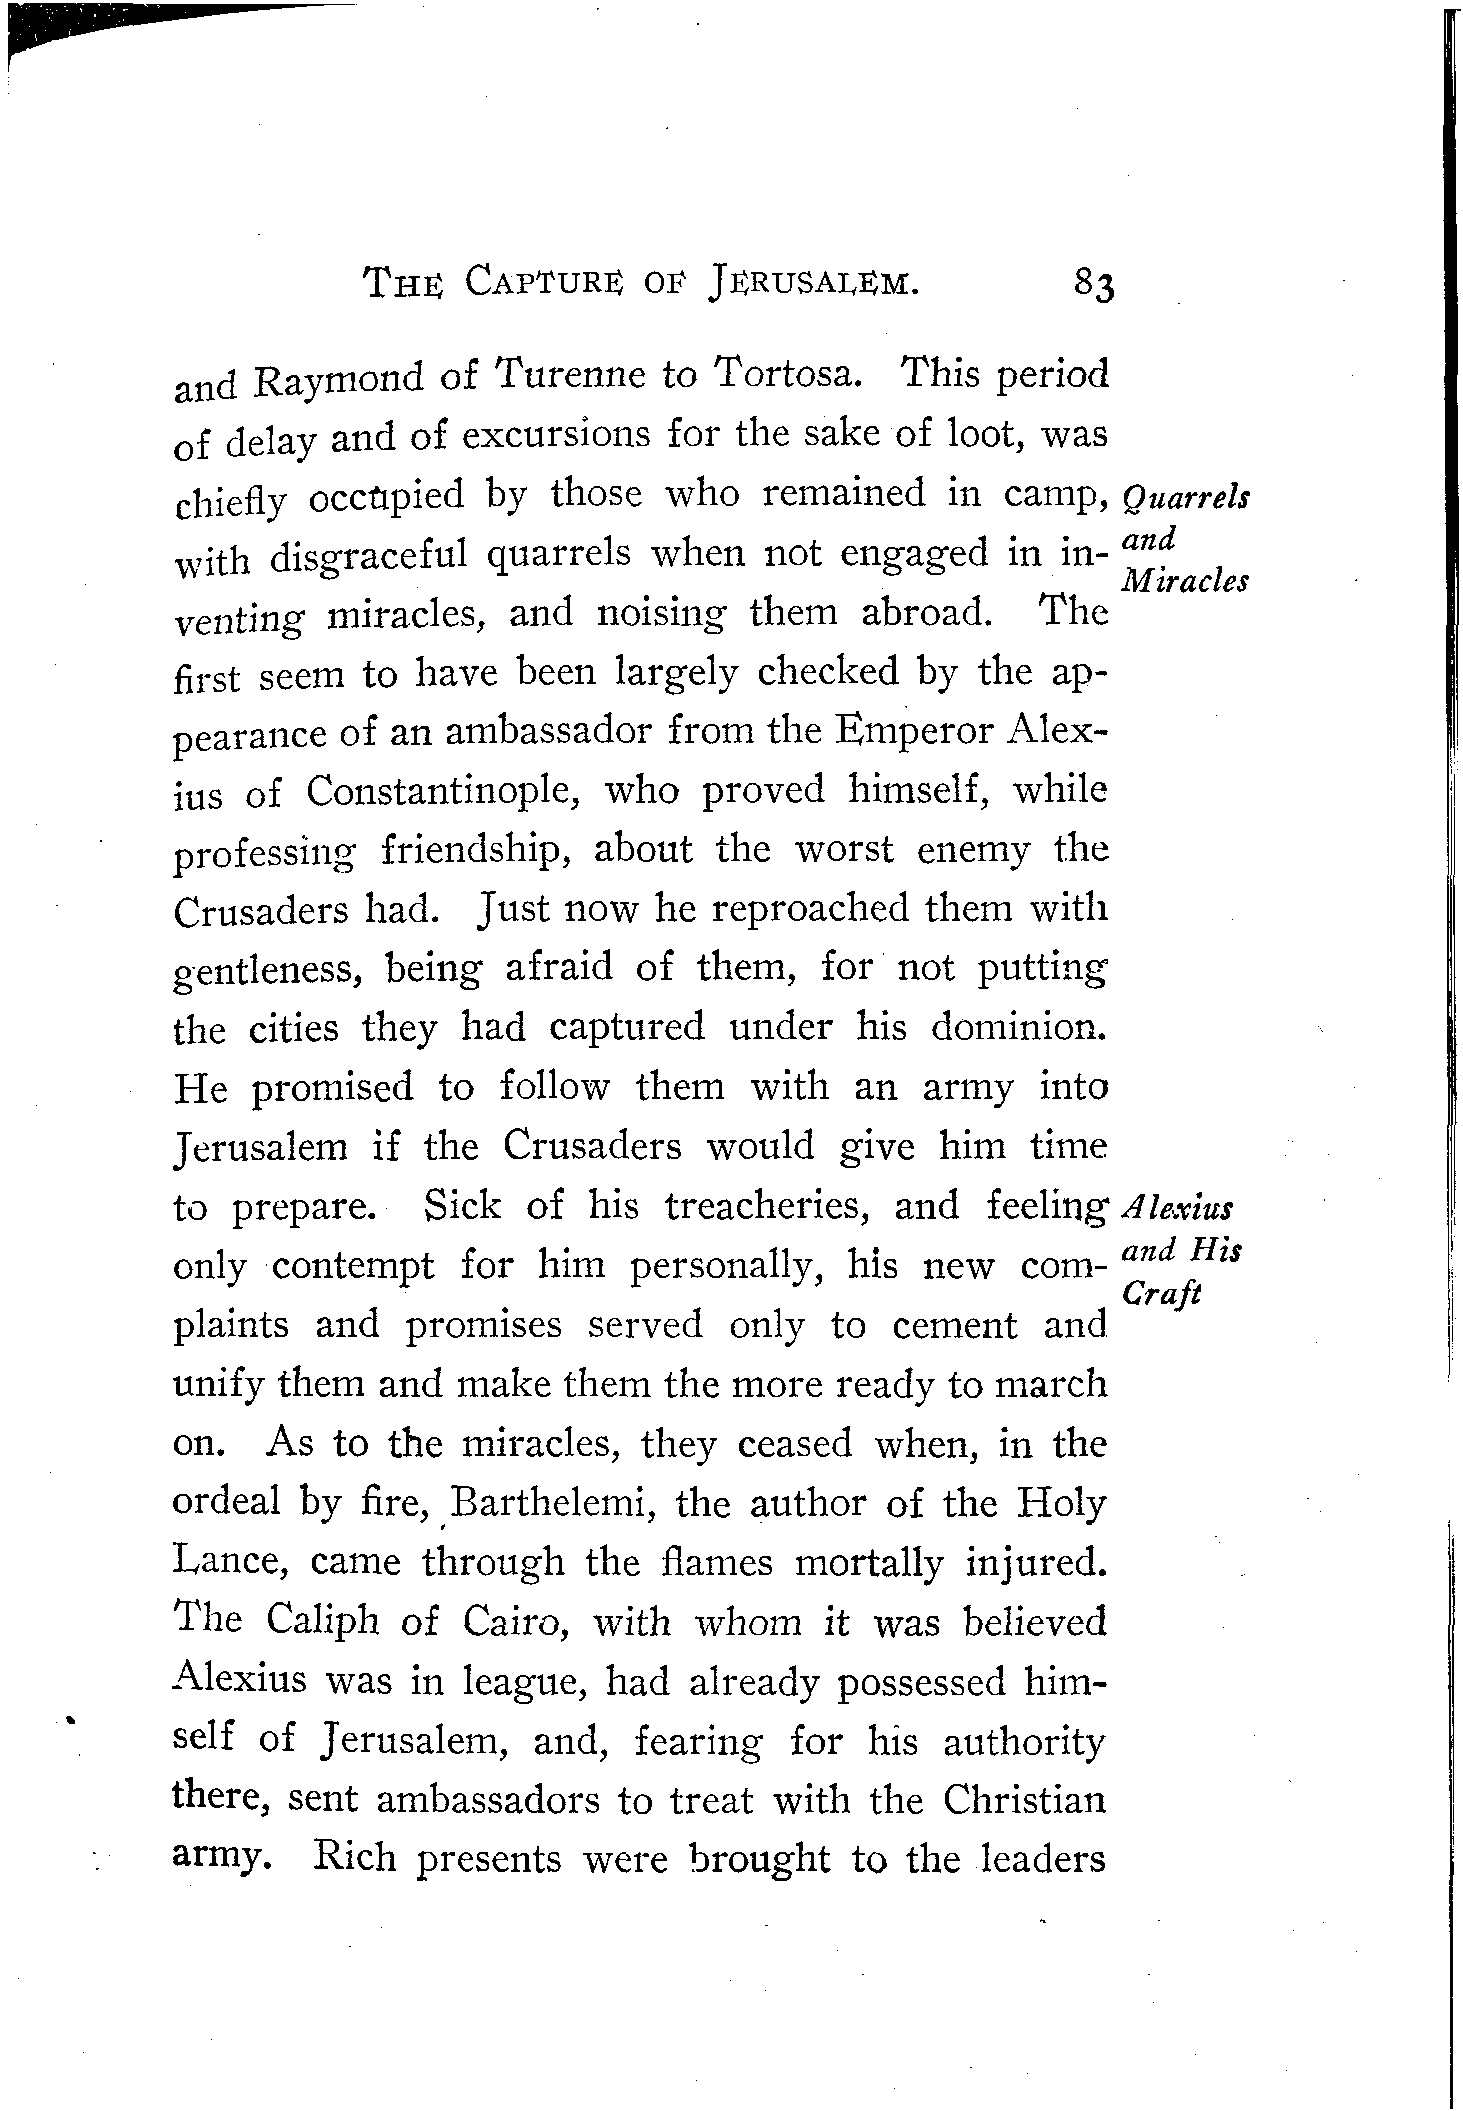 THE CAPTURE OF JERUSALEM. 83
and Raymond of Turenne to Tortosa. This period
of delay and of excursions for the sake of loot, was
chiefly occupied by those who remained in camp,
Quarrels
and
Miracles
with disgraceful quarrels when not engaged in in-
venting miracles, and noising them abroad. The
first seem to have been largely checked by the ap-
pearance of an ambassador from the Emperor Alex-
ius of Constantinople, who proved himself, while
professing friendship, about the worst enemy the
Crusaders had. Just now he reproached them with
gentleness, being afraid of them, for not putting
the cities they had captured under his dominion.
He promised to follow them with an army into
Jerusalem if the Crusaders would give him time
to prepare. Sick of his treacheries, and feeling
Alexius
and His
Craft
only contempt for him personally, his new com-
plaints and promises served only to cement and
unify them and make them the more ready to march
on. As to the miracles, they ceased when, in the
ordeal by fire, Barthelemi, the author of the Holy
Lance, came through the flames mortally injured.
The Caliph of Cairo, with whom it was believed
Alexius was in league, had already possessed him-
self of Jerusalem, and, fearing for his authority
there, sent ambassadors to treat with the Christian
army. Rich presents were brought to the leaders